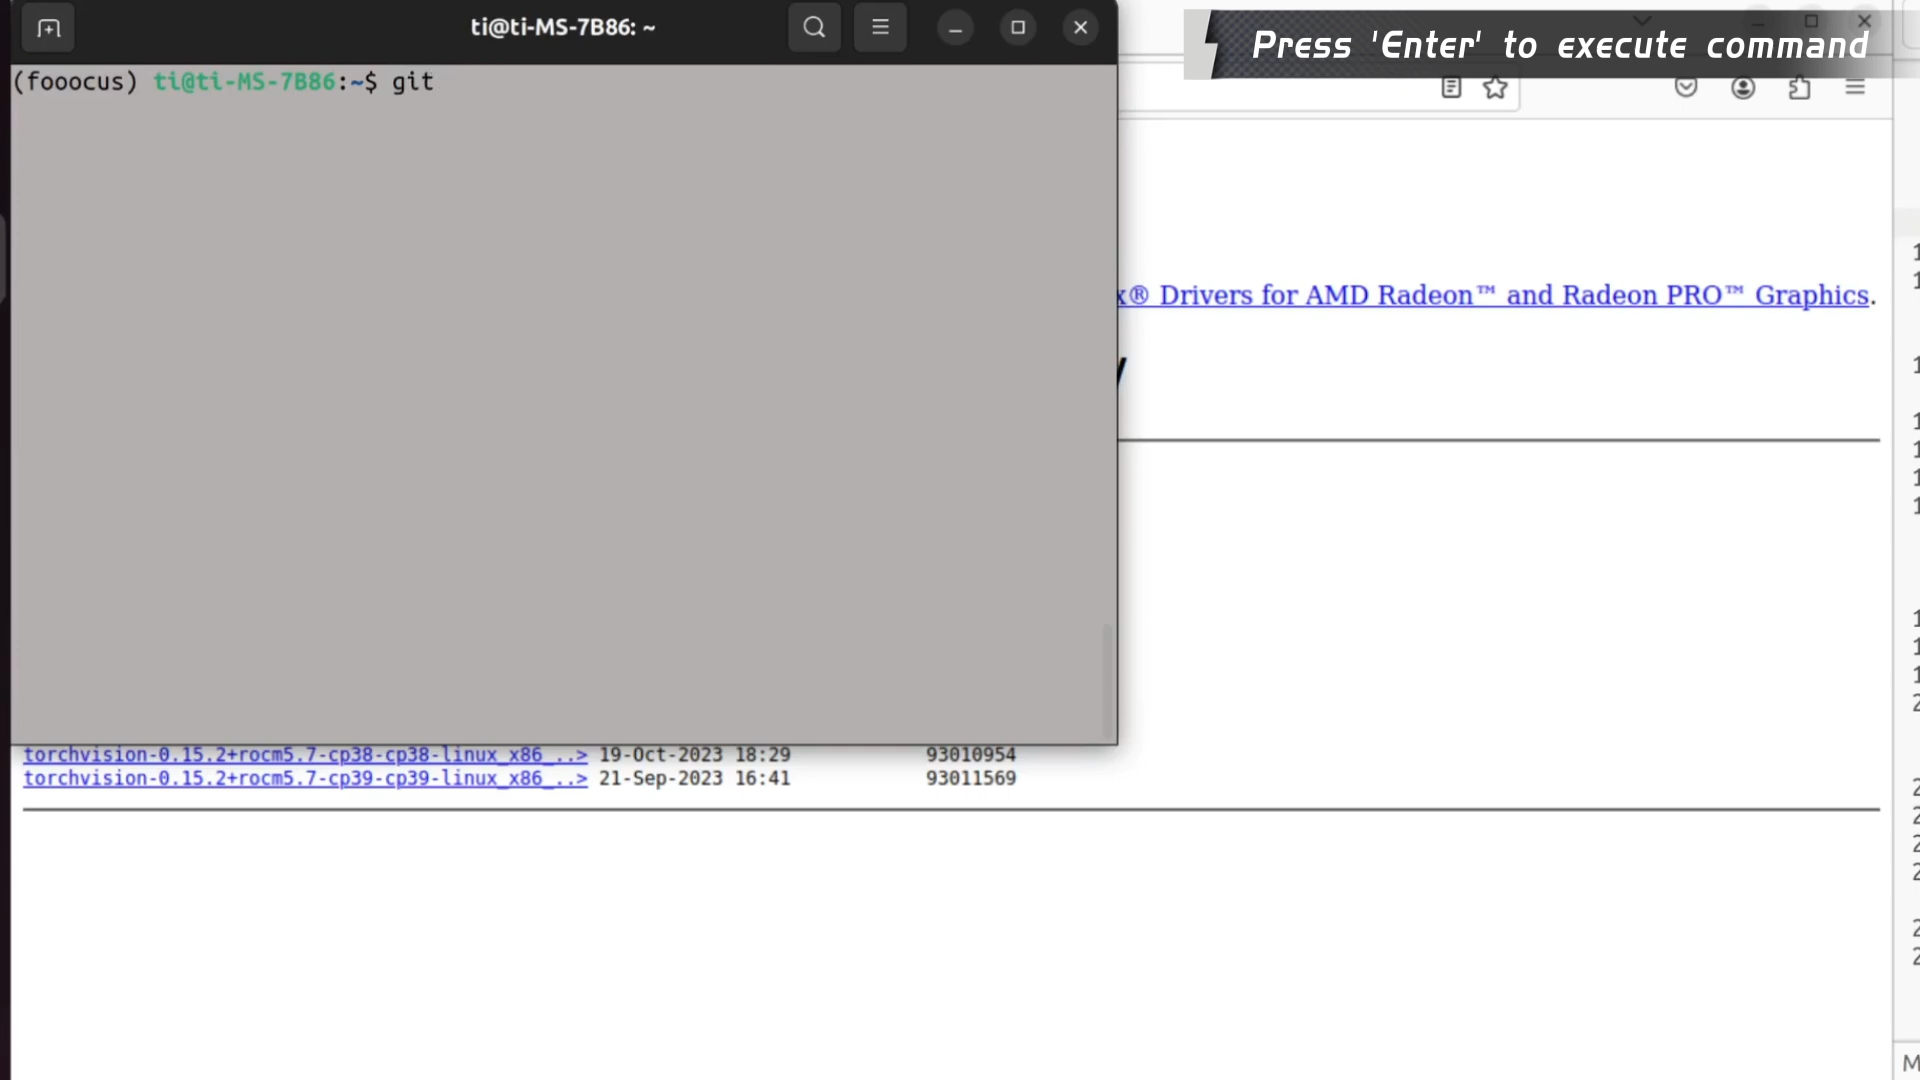 ti@ti-MS-7B86: ~
Press 'Enter' to execute command
(fooocus) ti@ti-MS-7B86:~$ git
x® Drivers for AMD Radeon™ and Radeon PRO™ Graphics.
torchvision-0.15.2+rocm5.7-cp38-cp38-linux_x86_..> 19-Oct-2023 18:29 93010954
torchvision-0.15.2+rocm5.7-cp39-cp39-linux_x86_..> 21-Sep-2023 16:41 93011569